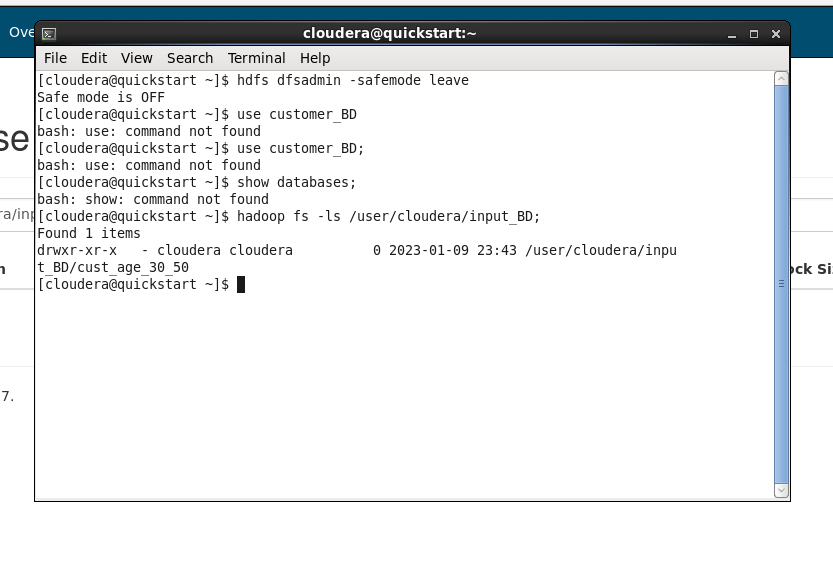 Ove
cloudera@quickstart:~
File Edit View Search Terminal Help
[cloudera@quickstart ~]$ hdfs dfsadmin -safemode leave
Safe mode is OFF
[cloudera@quickstart ~]$ use customer_BD
bash: use: command not found
[cloudera@quickstart ~]$ use customer_BD;
bash: use: command not found
[cloudera@quickstart ~]$ show databases;
bash: show: command not found
[cloudera@quickstart ~]$ hadoop fs -ls /user/cloudera/input_BD;
Found 1 items
drwxr-xr-x   - cloudera cloudera          0 2023-01-09 23:43 /user/cloudera/inpu
t_BD/cust_age_30_50
[cloudera@quickstart ~]$
se
ra/inp
n
ock Si
7.